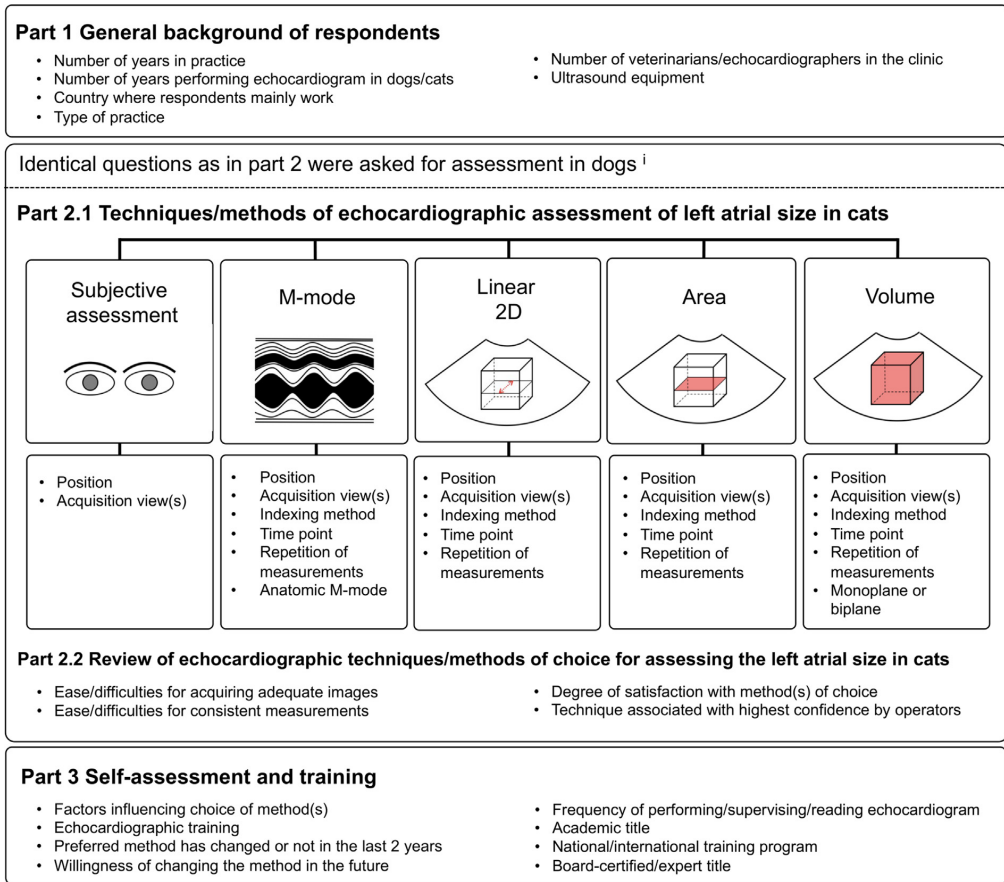 Part 1 General background of respondents
• Number of years in practice
• Number of years performing echocardiogram in dogs/cats
• Country where respondents mainly work
• Type of practice
• Number of veterinarians/echocardiographers in the clinic
• Ultrasound equipment
Identical questions as in part 2 were asked for assessment in dogs i
Part 2.1 Techniques/methods of echocardiographic assessment of left atrial size in cats
Subjective
assessment
• Position
• Acquisition view(s)
M-mode
• Position
• Acquisition view(s)
• Indexing method
• Time point
• Repetition of
measurements
• Anatomic M-mode
Linear
2D
• Position
• Acquisition view(s)
• Indexing method
• Time point
• Repetition of
measurements
Area
• Position
• Acquisition view(s)
• Indexing method
• Time point
• Repetition of
measurements
Volume
• Position
• Acquisition view(s)
• Indexing method
• Time point
• Repetition of
measurements
• Monoplane or
biplane
Part 2.2 Review of echocardiographic techniques/methods of choice for assessing the left atrial size in cats
• Ease/difficulties for acquiring adequate images
• Ease/difficulties for consistent measurements
• Degree of satisfaction with method(s) of choice
• Technique associated with highest confidence by operators
Part 3 Self-assessment and training
• Factors influencing choice of method(s)
• Echocardiographic training
• Preferred method has changed or not in the last 2 years
• Willingness of changing the method in the future
• Frequency of performing/supervising/reading echocardiogram
• Academic title
• National/international training program
• Board-certified/expert title